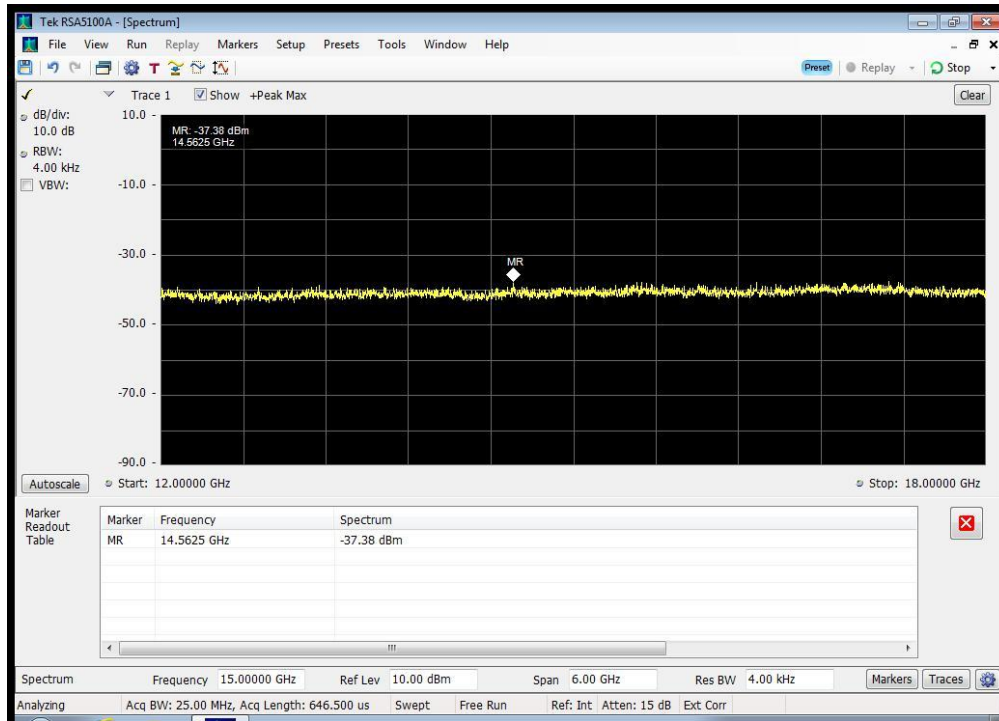 Tek RSA5100A - [Spectrum]
File View Run Replay Markers Setup Presets Tools Window Help
T Preset Replay Stop
Trace 1 Show +Peak Max Clear
dB/div:
10.0 dB
RBW:
4.00 kHz
VBW:
10.0
-10.0
-30.0
-50.0
-70.0
-90.0
MR: -37.38 dBm
14.5625 GHz
MR
Autoscale Start: 12.00000 GHz Stop: 18.00000 GHz
Marker
Readout
Table
Marker Frequency Spectrum
MR 14.5625 GHz -37.38 dBm
Spectrum Frequency 15.00000 GHz Ref Lev 10.00 dBm Span 6.00 GHz Res BW 4.00 kHz Markers Traces
Analyzing Acq BW: 25.00 MHz, Acq Length: 646.500 us Swept Free Run Ref: Int Atten: 15 dB Ext Corr